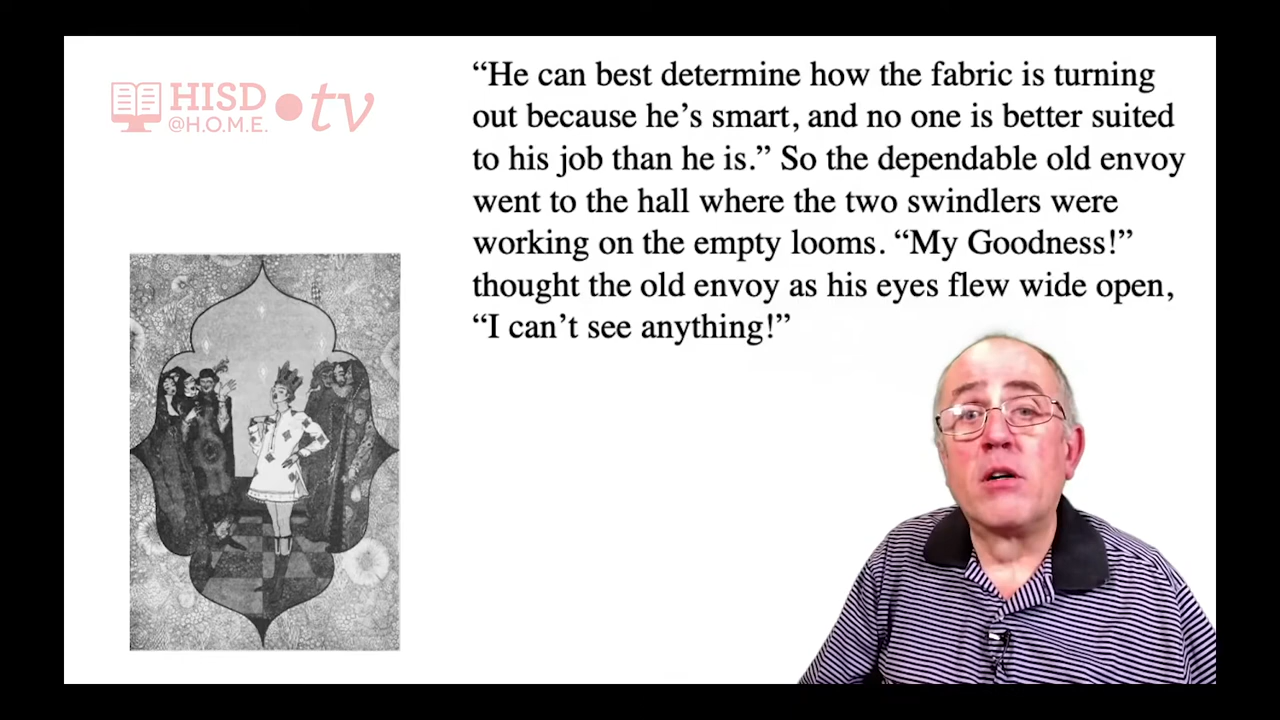 HISD
@H.O.M.E.
tv
“He can best determine how the fabric is turning
out because he’s smart, and no one is better suited
to his job than he is.” So the dependable old envoy
went to the hall where the two swindlers were
working on the empty looms. “My Goodness!”
thought the old envoy as his eyes flew wide open,
“I can’t see anything!”